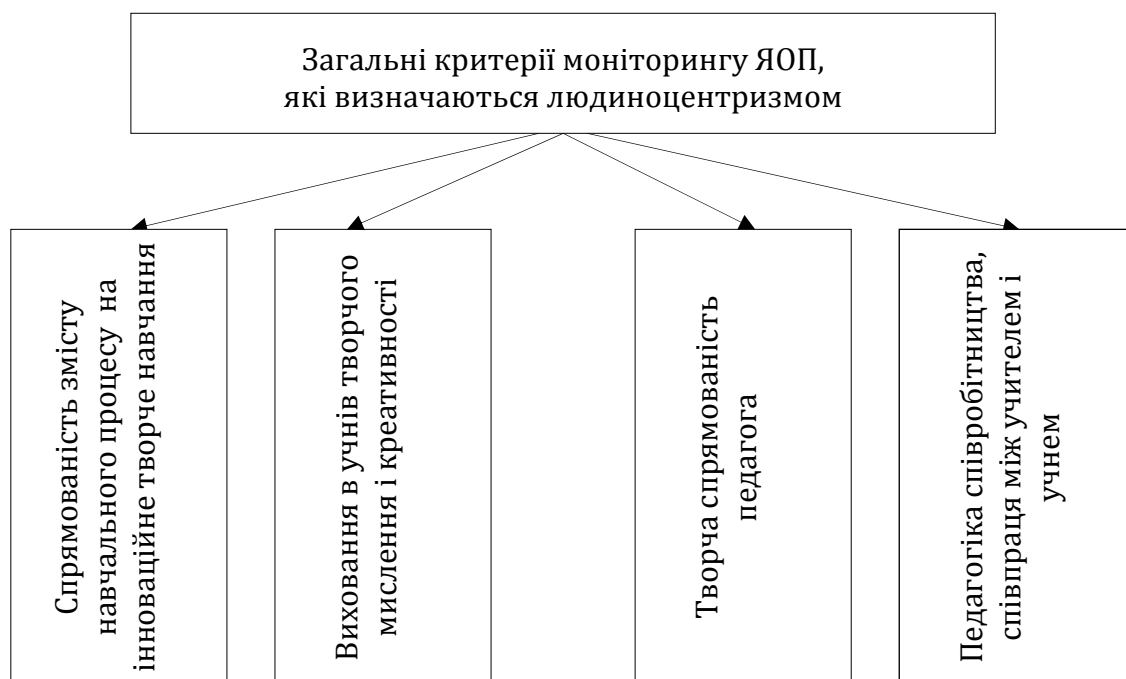 Загальні критерії моніторингу ЯОП,
які визначаються людиноцентризмом
Спрямованість змісту
навчального процесу на
інноваційне творче навчання
Виховання в учнів творчого
мислення і креативності
Творча спрямованість
педагога
Педагогіка співробітництва,
співпраця між учителем і
учнем